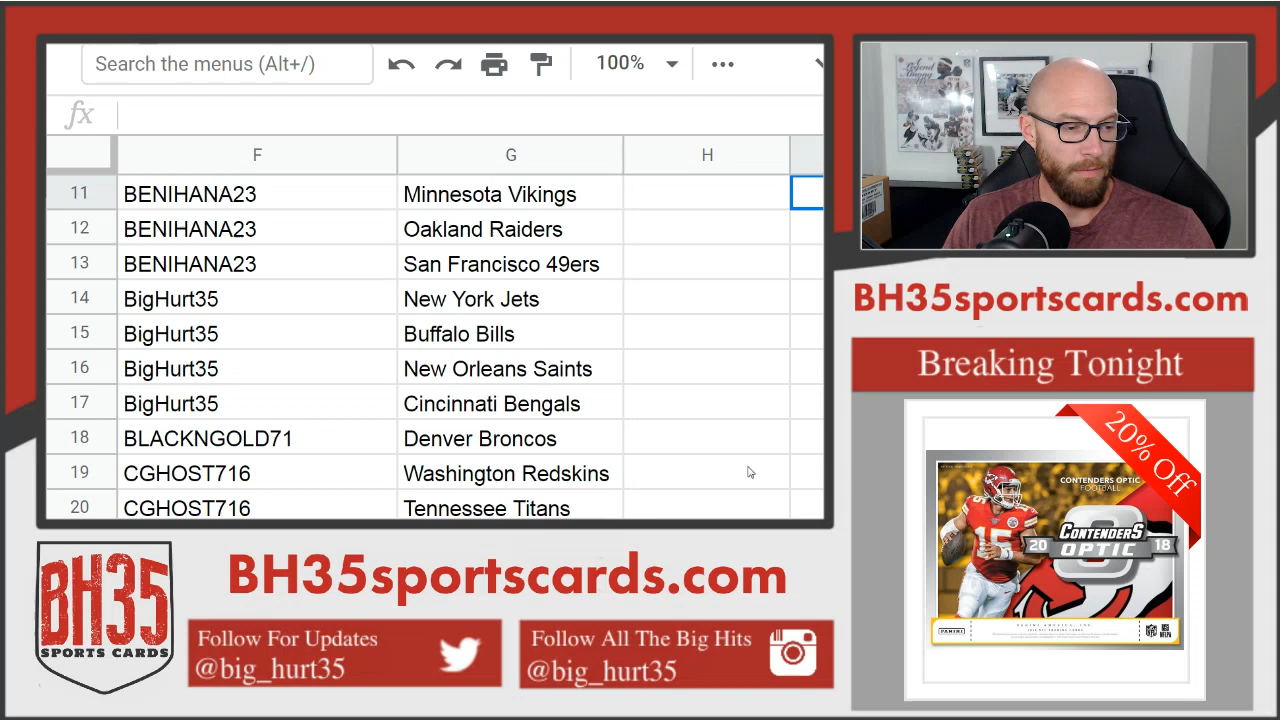 Search the menus (Alt+/)
100%
fx
F G H
11 BENIHANA23 Minnesota Vikings
12 BENIHANA23 Oakland Raiders
13 BENIHANA23 San Francisco 49ers
14 BigHurt35 New York Jets
15 BigHurt35 Buffalo Bills
16 BigHurt35 New Orleans Saints
17 BigHurt35 Cincinnati Bengals
18 BLACKNGOLD71 Denver Broncos
19 CGHOST716 Washington Redskins
20 CGHOST716 Tennessee Titans
BH35sportscards.com
Breaking Tonight
20% Off
CONTENDERS OPTIC
FOOTBALL
CONTENDERS
20 OPTIC 18
15
PANINI
BH35
SPORTS CARDS
BH35sportscards.com
Follow For Updates
@big_hurt35
Follow All The Big Hits
@big_hurt35